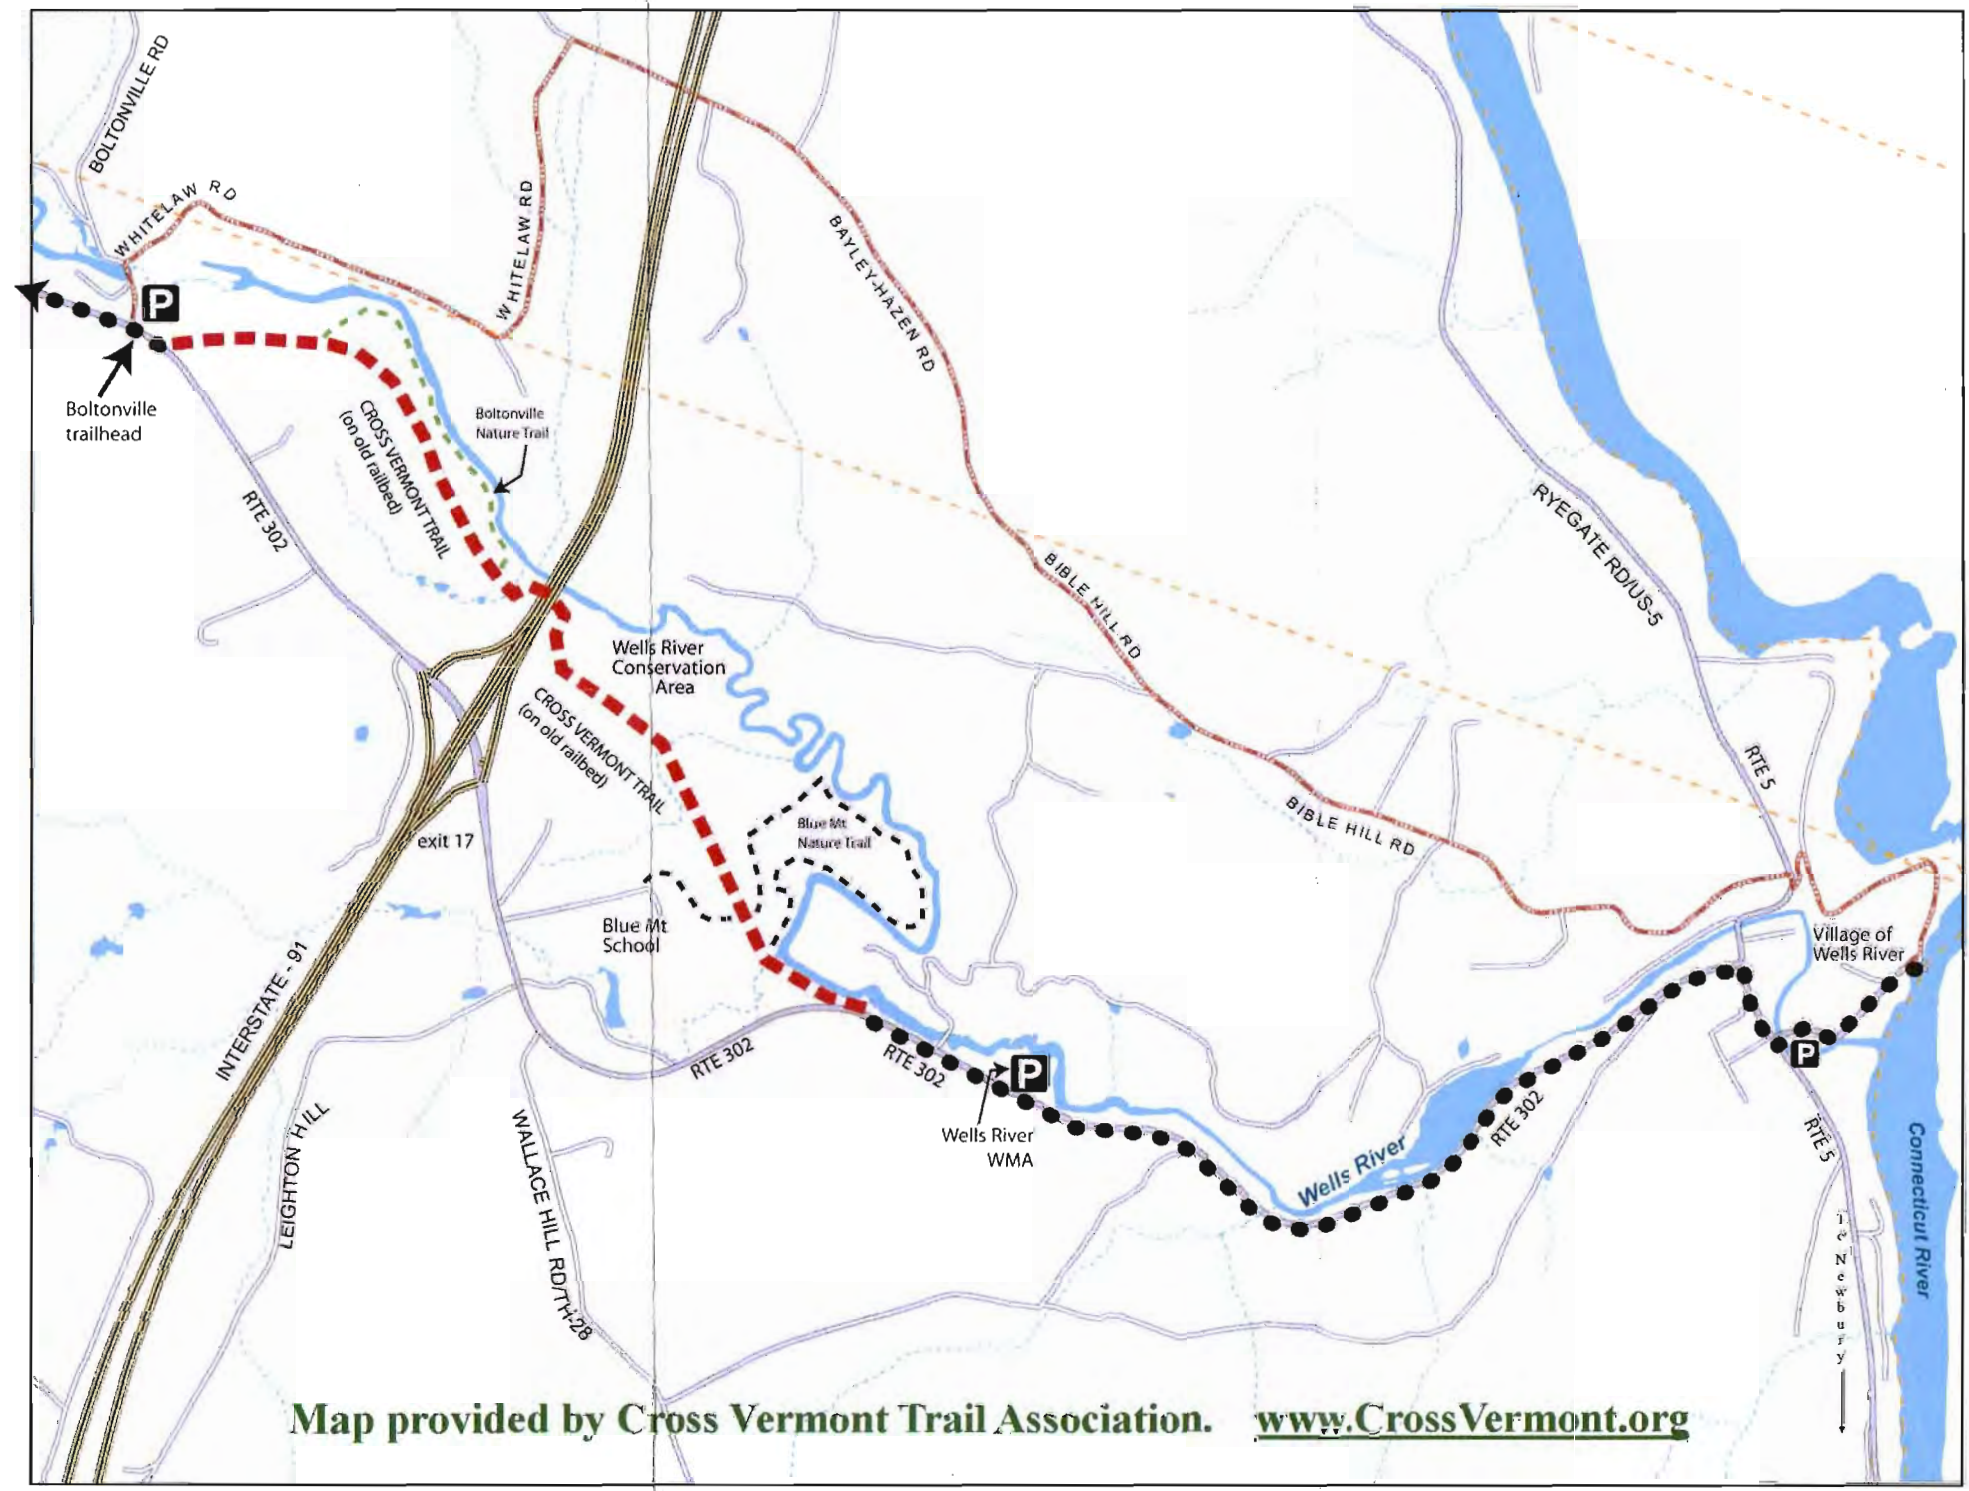 BOLTONVILLE RD
WHITELAW RD
WHITELAW RD
BAYLEY-HAZEN RD
P
Boltonville
trailhead
CROSS VERMONT TRAIL
(on old railbed)
Boltonville
Nature Trail
RTE 302
RYEGATE RD/US-5
BIBLE HILL RD
Wells River
Conservation
Area
CROSS VERMONT TRAIL
(on old railbed)
RTE 5
exit 17
Blue Mt
Nature Trail
BIBLE HILL RD
Blue Mt
School
Village of
Wells River
INTERSTATE - 91
RTE 302
RTE 302
P
P
Wells River
WMA
RTE 302
Wells River
RTE 5
LEIGHTON HILL
WALLACE HILL RD/TH-28
Connecticut River
To Newbury
Map provided by Cross Vermont Trail Association. www.CrossVermont.org